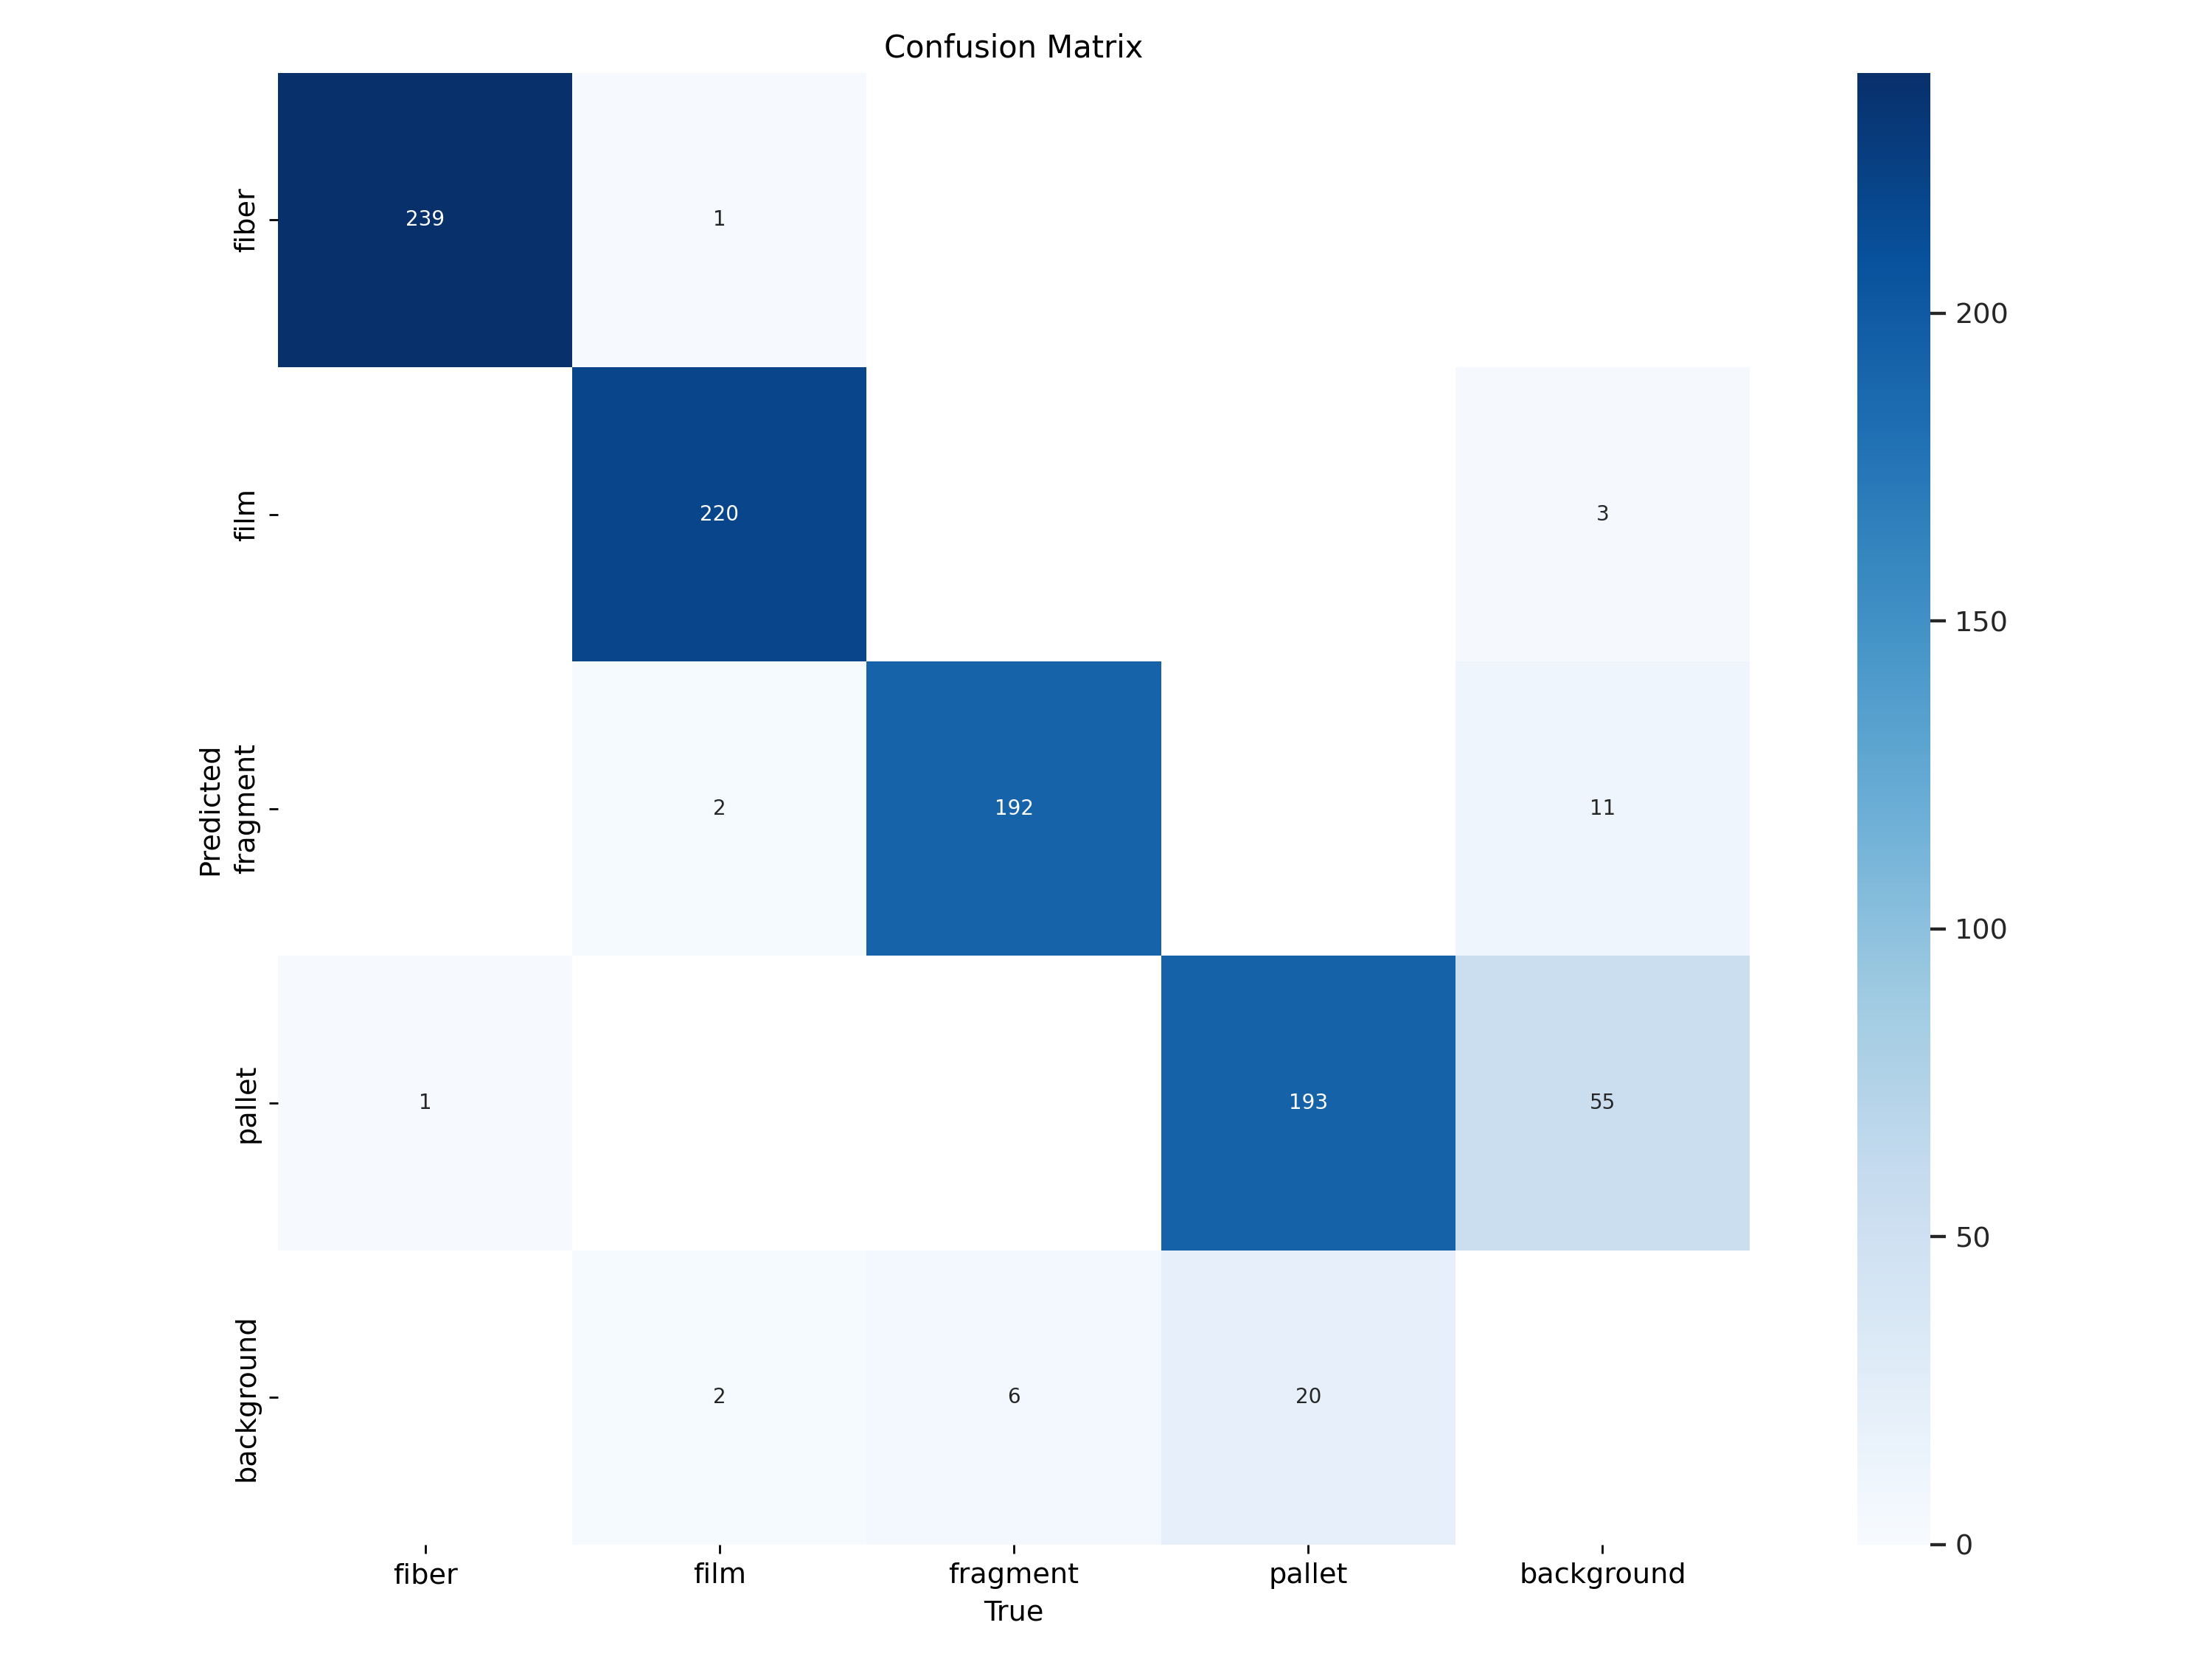 Confusion Matrix
fiber
239
1
200
film
220
3
150
Predicted
fragment
2
192
11
100
pallet
1
193
55
50
background
2
6
20
0
fiber
film
fragment
pallet
background
True